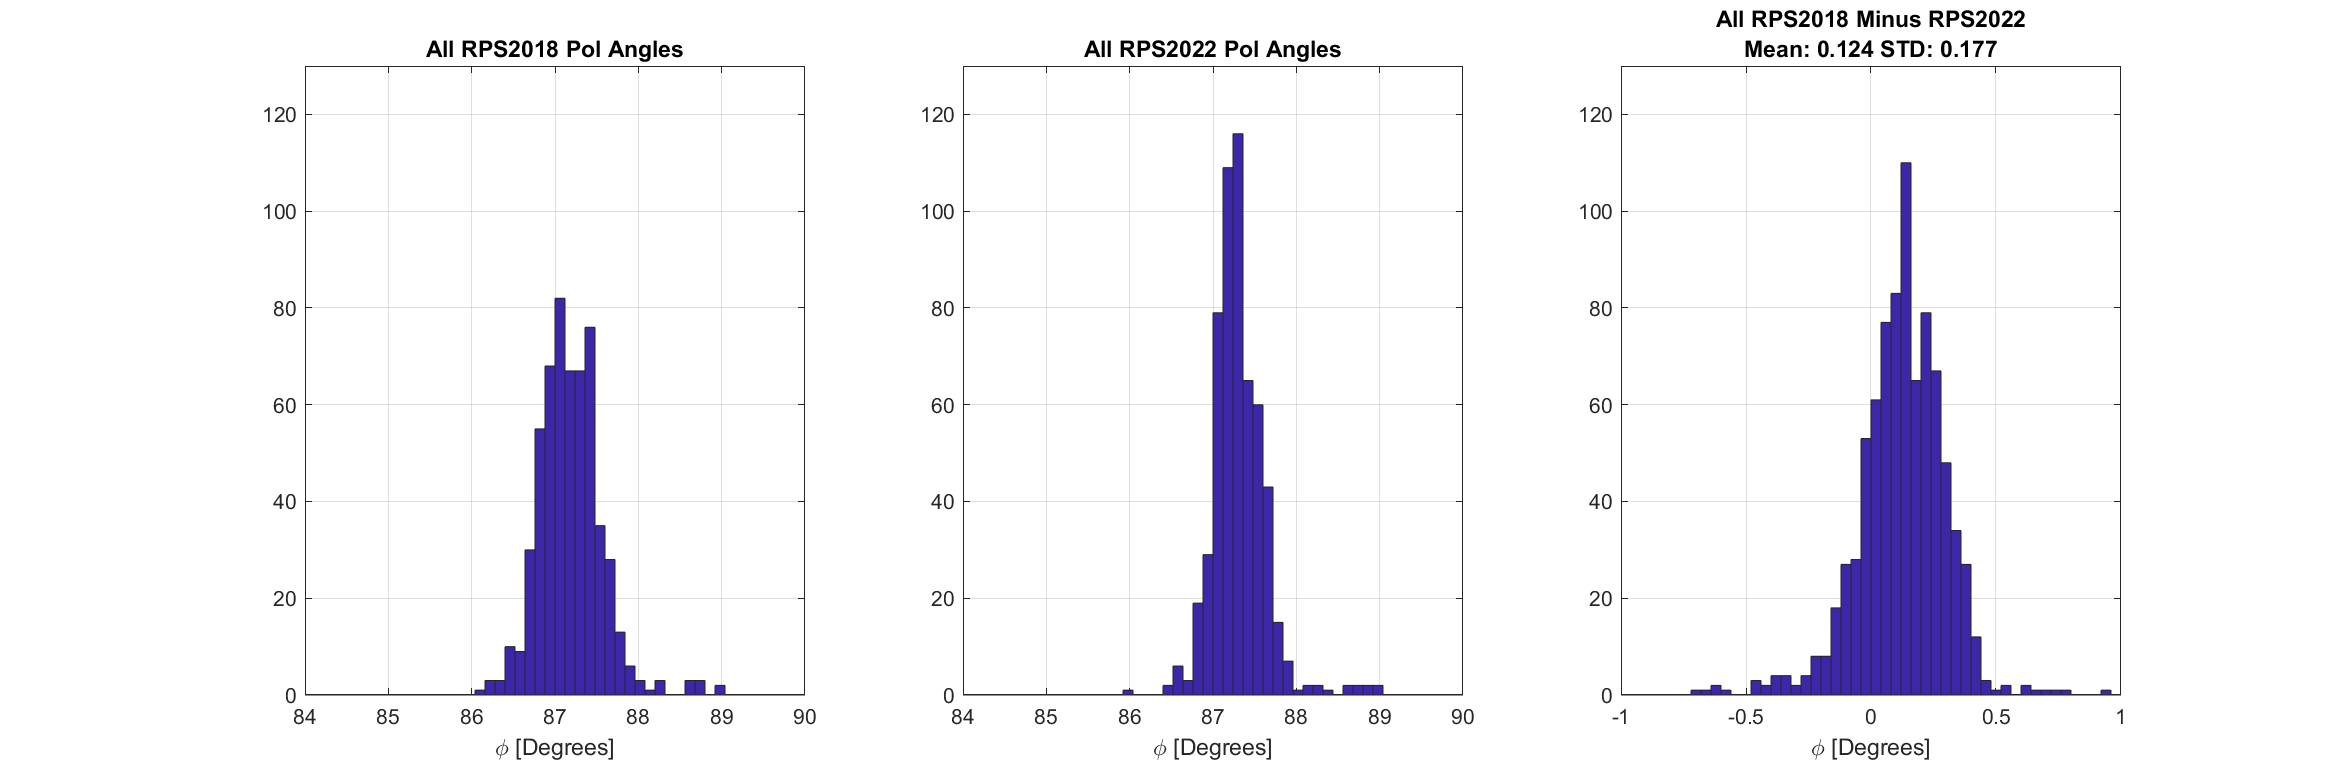 All RPS2018 Pol Angles
120
100
80
60
40
20
0
84 85 86 87 88 89 90
ϕ [Degrees]
All RPS2022 Pol Angles
120
100
80
60
40
20
0
84 85 86 87 88 89 90
ϕ [Degrees]
All RPS2018 Minus RPS2022
Mean: 0.124 STD: 0.177
120
100
80
60
40
20
0
-1 -0.5 0 0.5 1
ϕ [Degrees]